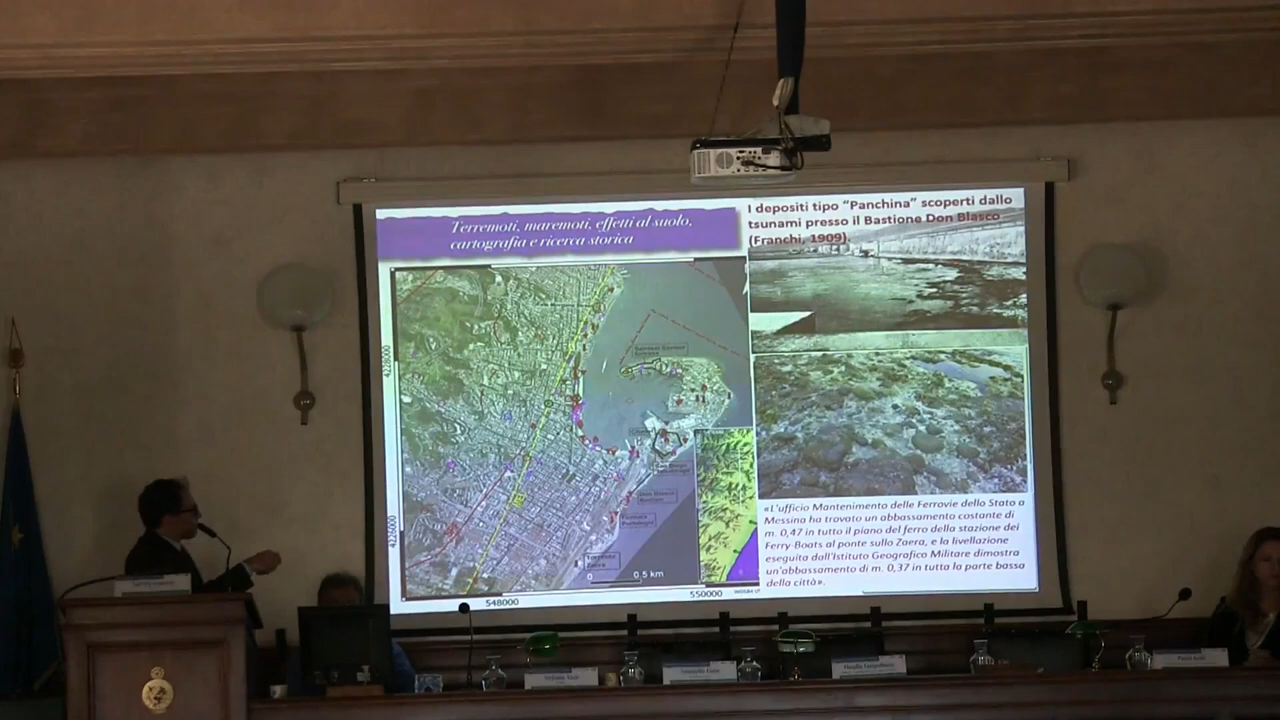 Terremoti, maremoti, effetti al suolo,
cartografia e ricerca storica
I depositi tipo “Panchina” scoperti dallo
tsunami presso il Bastione Don Blasco
(Franchi, 1909).
4228000
4226000
Torrente
Zaera
0 0.5 km
548000
550000
«L'ufficio Mantenimento delle Ferrovie dello Stato a
Messina ha trovato un abbassamento costante di
m. 0,47 in tutto il piano del ferro della stazione dei
Ferry-Boats al ponte sullo Zaera, e la livellazione
eseguita dall'Istituto Geografico Militare dimostra
un'abbassamento di m. 0,37 in tutta la parte bassa
della città».